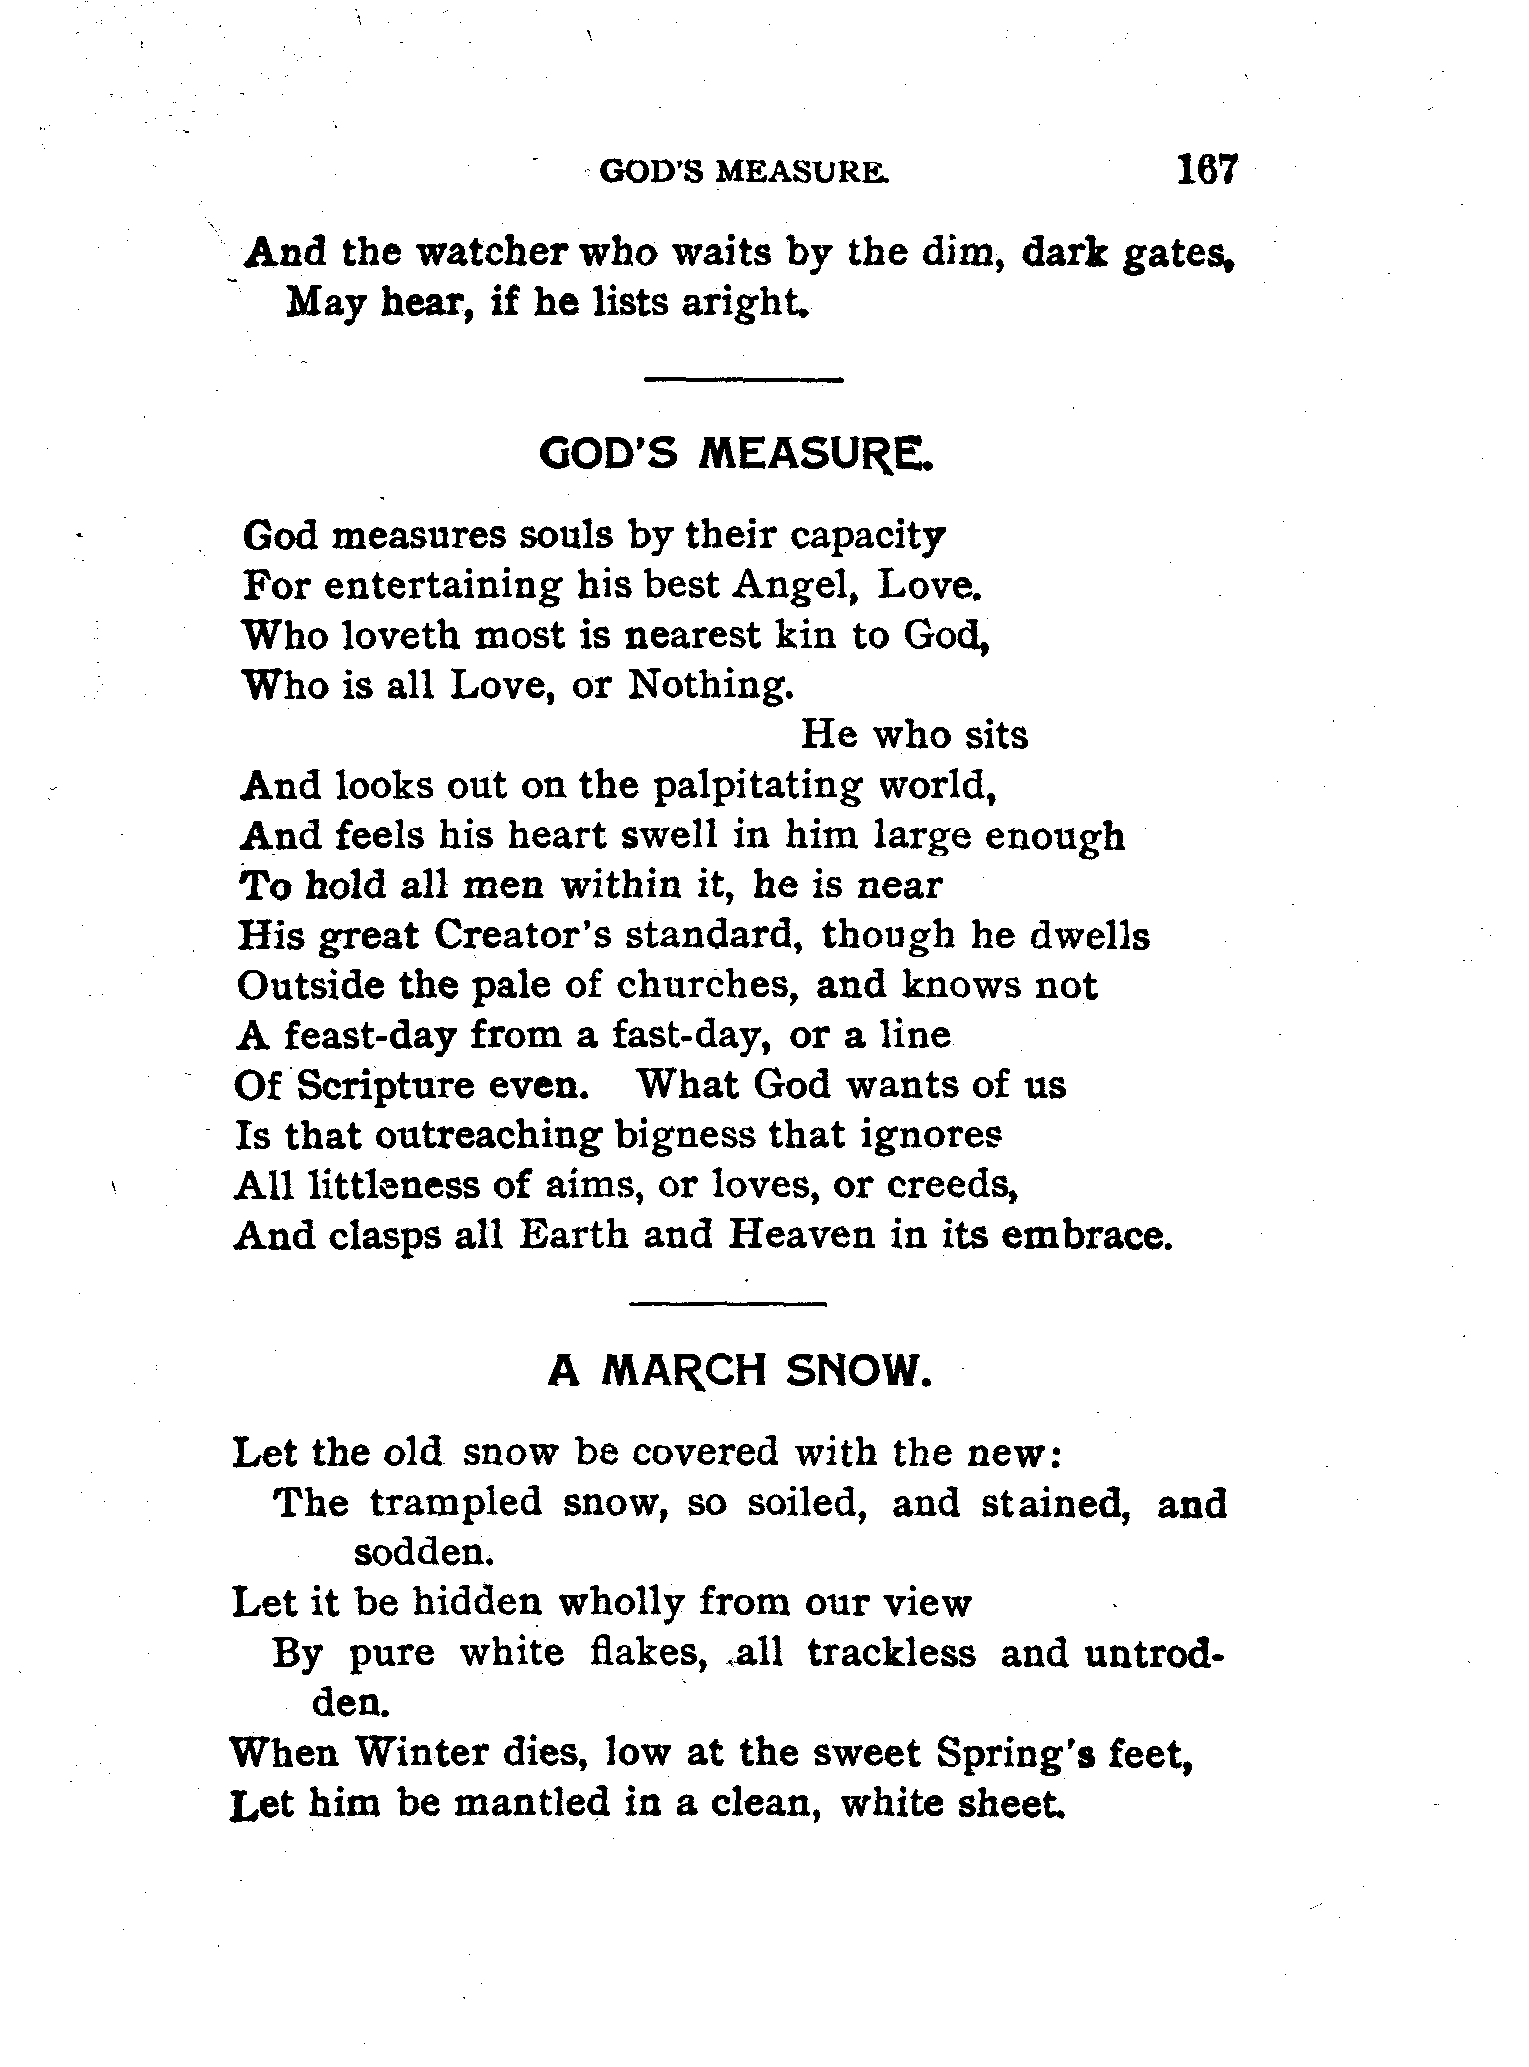 GOD'S MEASURE. 167
And the watcher who waits by the dim, dark gates,
May hear, if he lists aright.
GOD'S MEASURE.
God measures souls by their capacity
For entertaining his best Angel, Love.
Who loveth most is nearest kin to God,
Who is all Love, or Nothing.
He who sits
And looks out on the palpitating world,
And feels his heart swell in him large enough
To hold all men within it, he is near
His great Creator's standard, though he dwells
Outside the pale of churches, and knows not
A feast-day from a fast-day, or a line
Of Scripture even. What God wants of us
Is that outreaching bigness that ignores
All littleness of aims, or loves, or creeds,
And clasps all Earth and Heaven in its embrace.
A MARCH SNOW.
Let the old snow be covered with the new:
The trampled snow, so soiled, and stained, and
sodden.
Let it be hidden wholly from our view
By pure white flakes, all trackless and untrod-
den.
When Winter dies, low at the sweet Spring's feet,
Let him be mantled in a clean, white sheet.